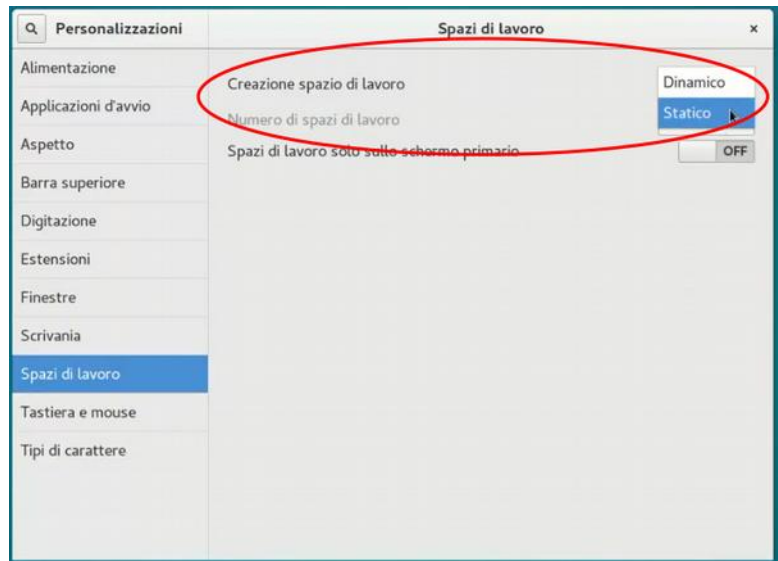 Personalizzazioni
Spazi di lavoro
×
Alimentazione
Applicazioni d'avvio
Aspetto
Barra superiore
Digitazione
Estensioni
Finestre
Scrivania
Spazi di lavoro
Tastiera e mouse
Tipi di carattere
Creazione spazio di lavoro
Dinamico
Statico
Numero di spazi di lavoro
Spazi di lavoro solo sullo schermo primario
OFF